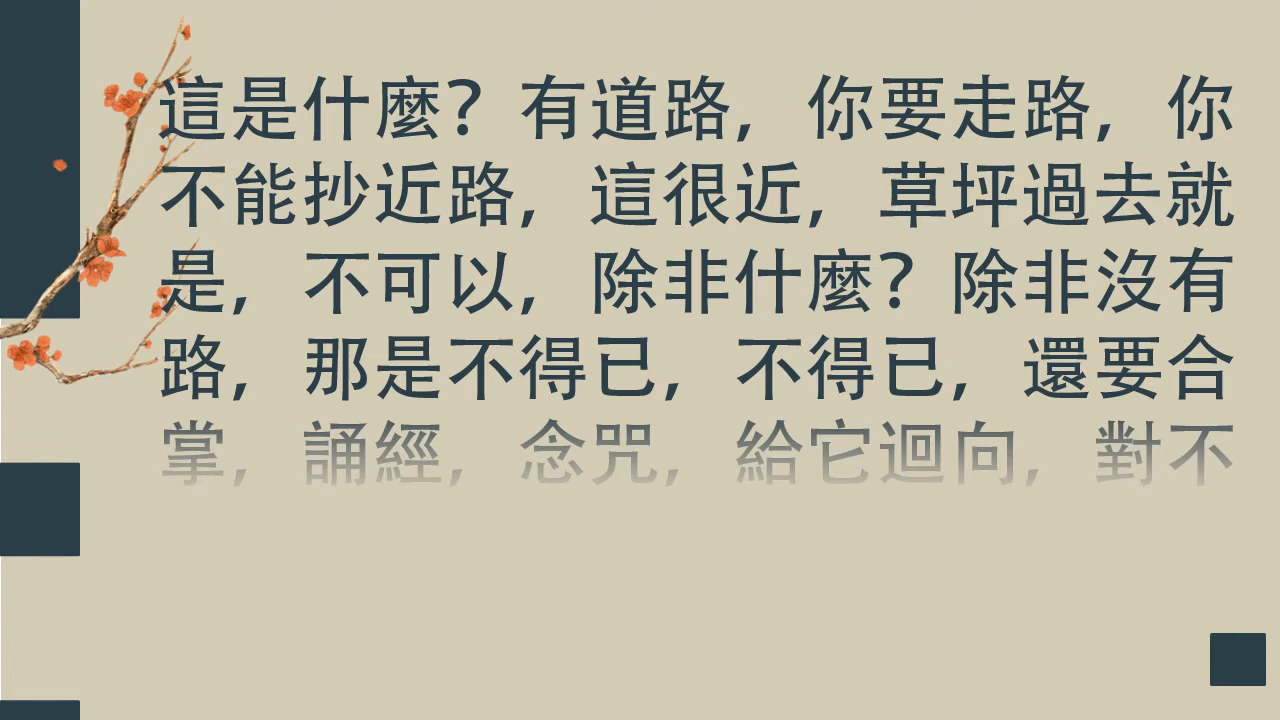 這是什麼？有道路，你要走路，你
不能抄近路，這很近，草坪過去就
是，不可以，除非什麼？除非沒有
路，那是不得已，不得已，還要合
掌，誦經，念咒，給它迴向，對不